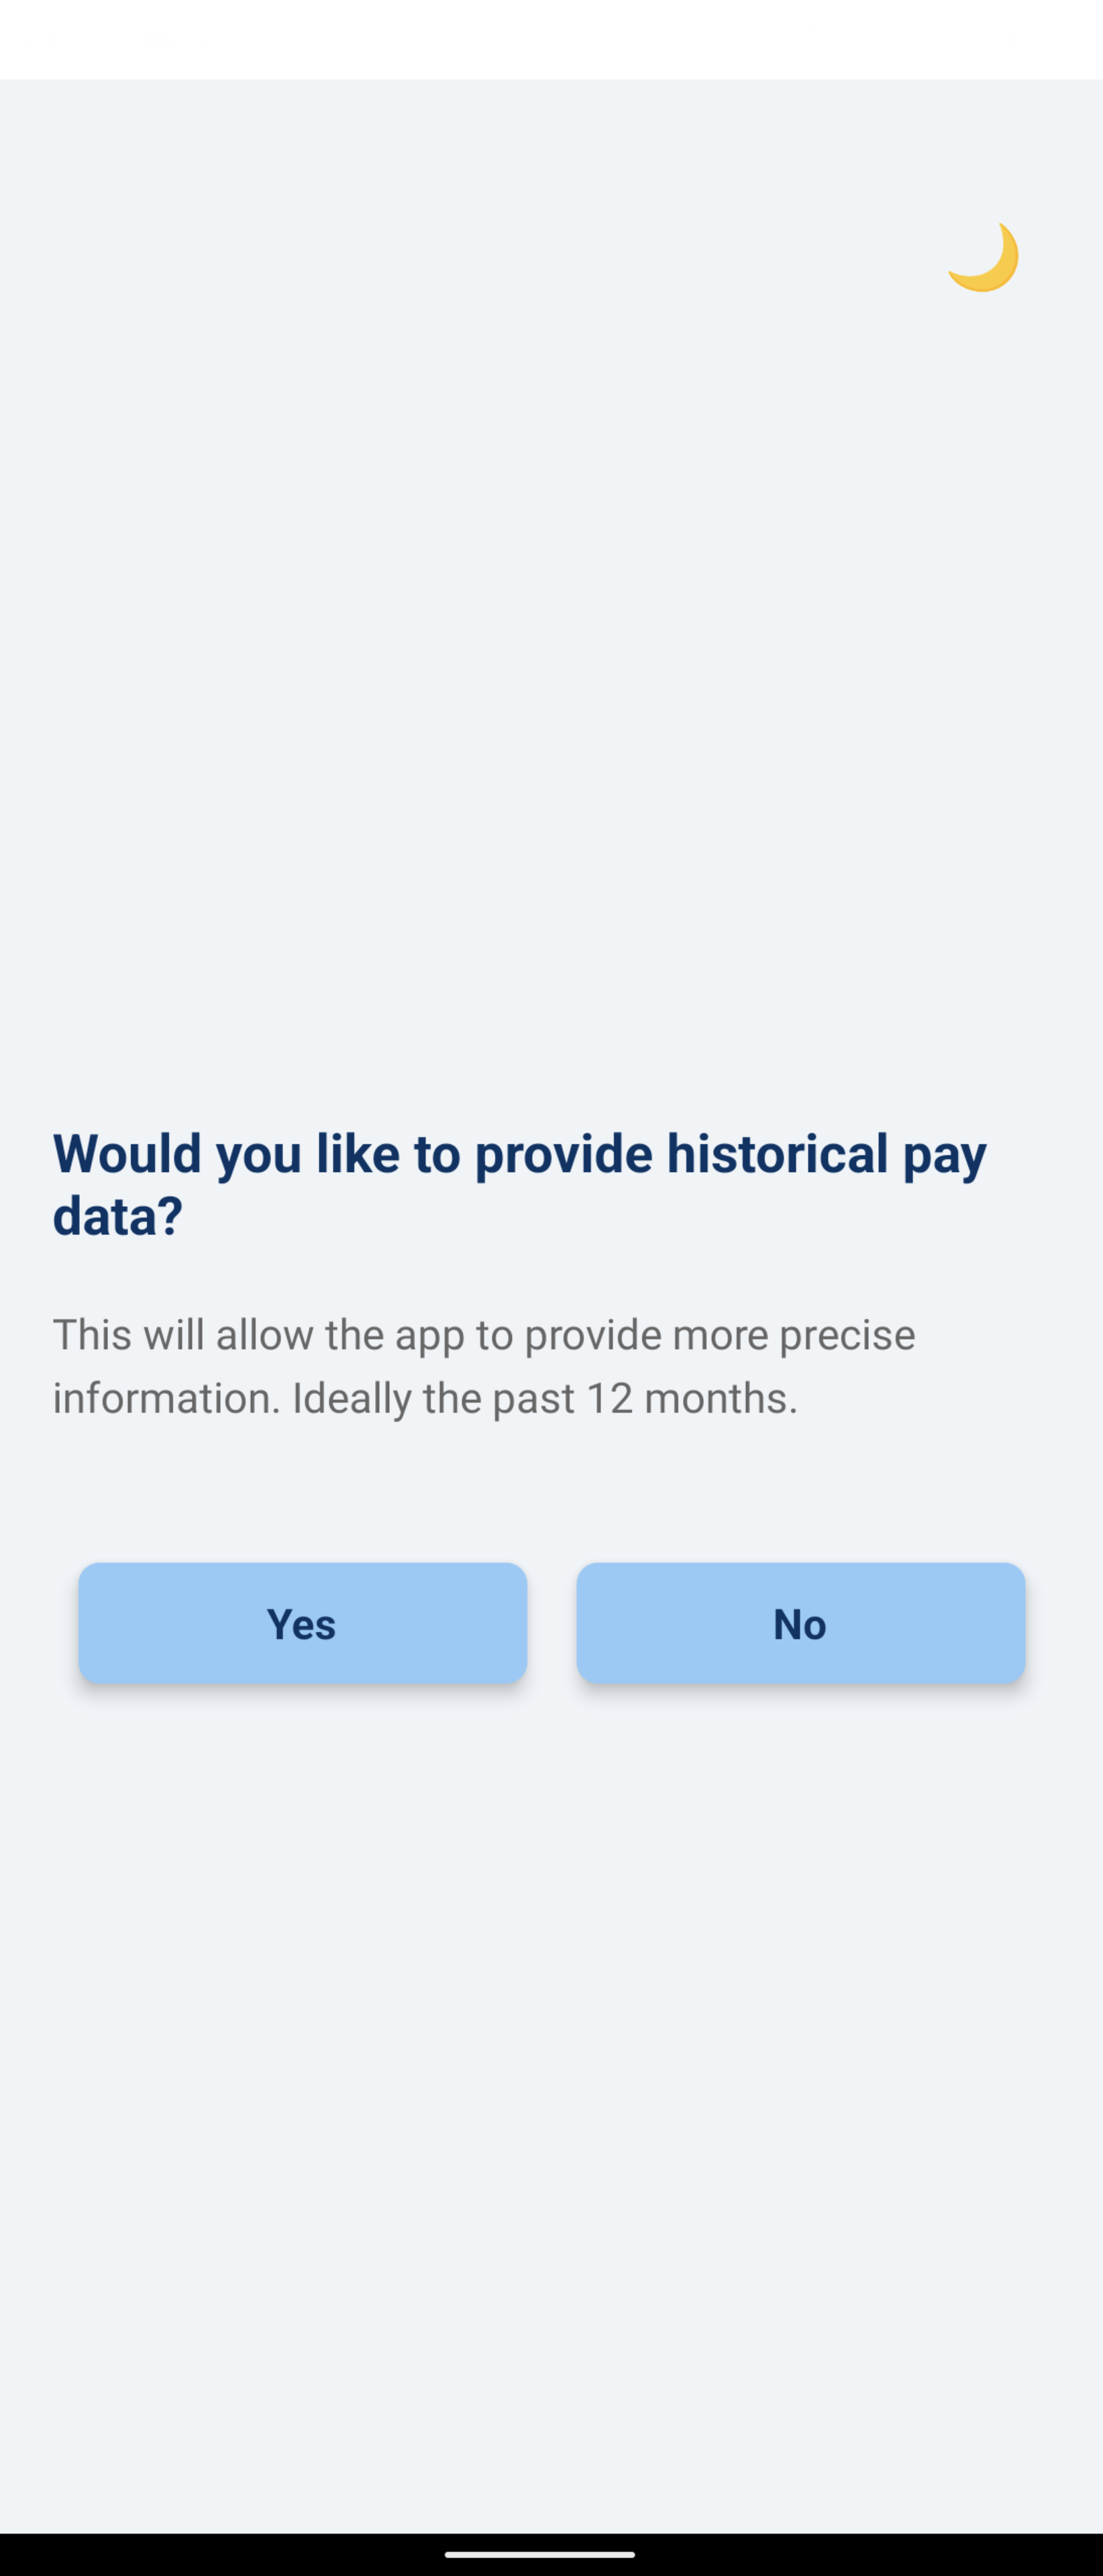 Would you like to provide historical pay
data?
This will allow the app to provide more precise
information. Ideally the past 12 months.
Yes
No